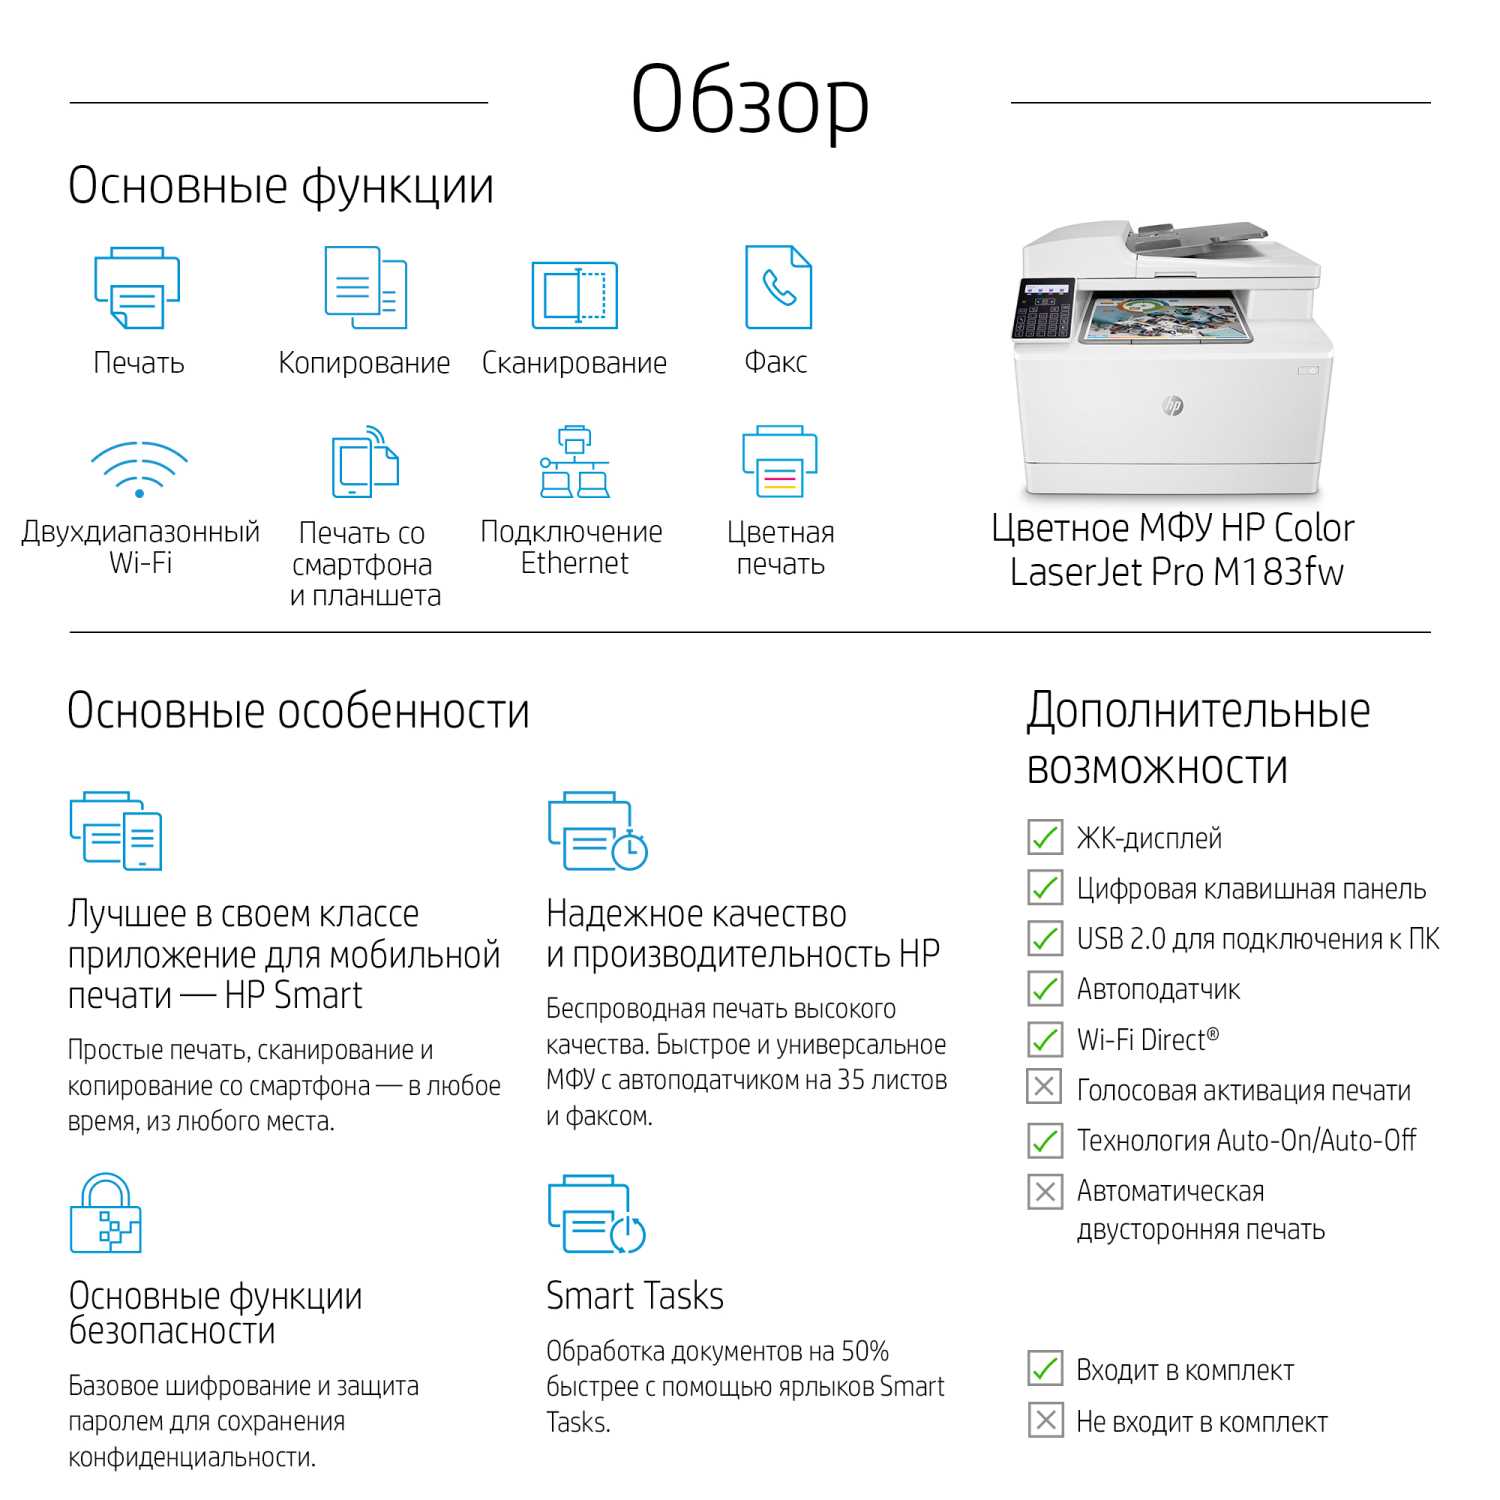 Обзор
Основные функции
Печать
Копирование
Сканирование
Факс
Двухдиапазонный
Wi-Fi
Печать со
смартфона
и планшета
Подключение
Ethernet
Цветная
печать
hp
Цветное МФУ HP Color
LaserJet Pro M183fw
Основные особенности
Лучшее в своем классе
приложение для мобильной
печати — HP Smart
Простые печать, сканирование и
копирование со смартфона — в любое
время, из любого места.
Надежное качество
и производительность HP
Беспроводная печать высокого
качества. Быстрое и универсальное
МФУ с автоподатчиком на 35 листов
и факсом.
Основные функции
безопасности
Базовое шифрование и защита
паролем для сохранения
конфиденциальности.
Smart Tasks
Обработка документов на 50%
быстрее с помощью ярлыков Smart
Tasks.
Дополнительные
возможности
ЖК-дисплей
Цифровая клавишная панель
USB 2.0 для подключения к ПК
Автоподатчик
Wi-Fi Direct®
Голосовая активация печати
Технология Auto-On/Auto-Off
Автоматическая
двусторонняя печать
Входит в комплект
Не входит в комплект